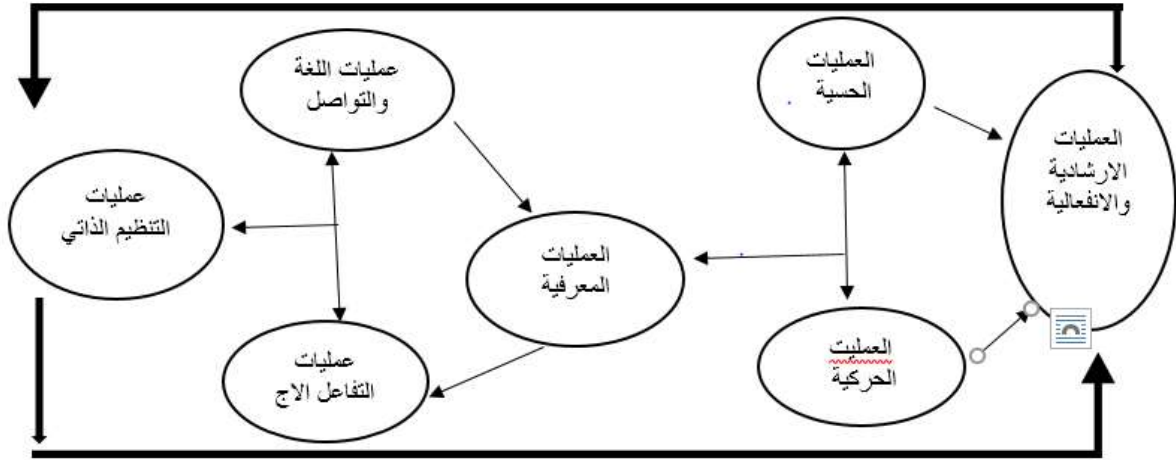 العمليات
الحسية
العمليات
الارشادية
والانفعالية
العمليت
الحركية
العمليات
المعرفية
عمليات اللغة
والتواصل
عمليات
التفاعل الاج
عمليات
التنظيم الذاتي